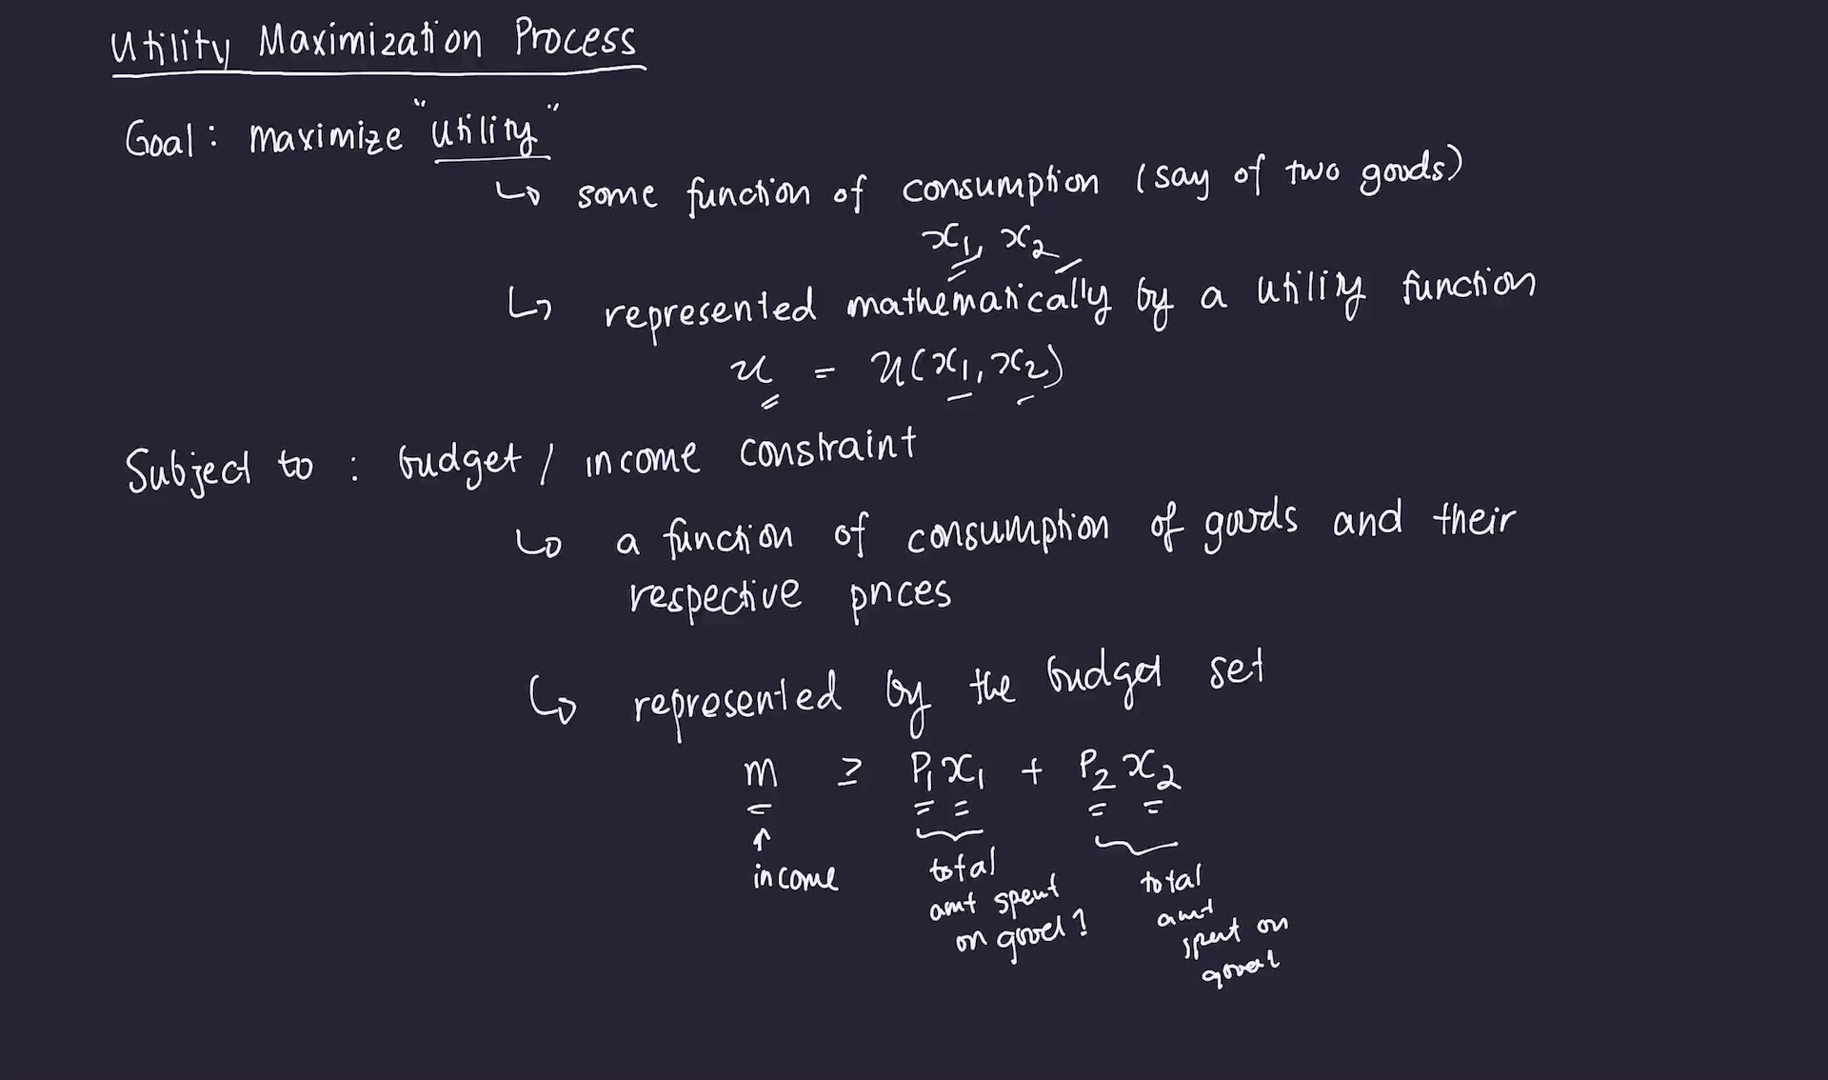 Utility Maximization Process
Goal: maximize "utility"
↳ some function of consumption (say of two goods)
x₁, x₂
↳ represented mathematically by a utility function
u = u(x₁, x₂)
Subject to : budget / income constraint
↳ a function of consumption of goods and their
respective prices
↳ represented by the budget set
m ≥ P₁x₁ + P₂x₂
↑
income
total
amt spent
on good 1
total
amt
spent on
good 2